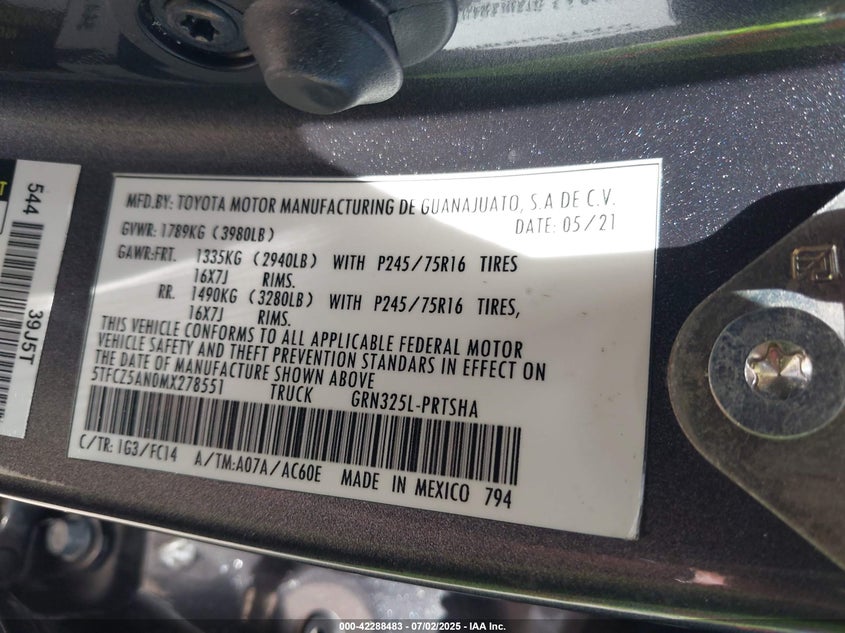 MFD.BY: TOYOTA MOTOR MANUFACTURING DE GUANAJUATO, S.A DE C.V.
DATE: 05/21
GVWR: 1789KG (3980LB)
GAWR:FRT. 1335KG (2940LB) WITH P245/75R16 TIRES
16X7J RIMS.
RR. 1490KG (3280LB) WITH P245/75R16 TIRES,
16X7J RIMS.
THIS VEHICLE CONFORMS TO ALL APPLICABLE FEDERAL MOTOR
VEHICLE SAFETY AND THEFT PREVENTION STANDARDS IN EFFECT ON
THE DATE OF MANUFACTURE SHOWN ABOVE
5TFCZ5AN0MX278551 TRUCK GRN325L-PRTSHA
C/TR: 1G3/FC14 A/TM:A07A/AC60E MADE IN MEXICO 794
544 39J5T
000-42288483 - 07/02/2025 - IAA Inc.